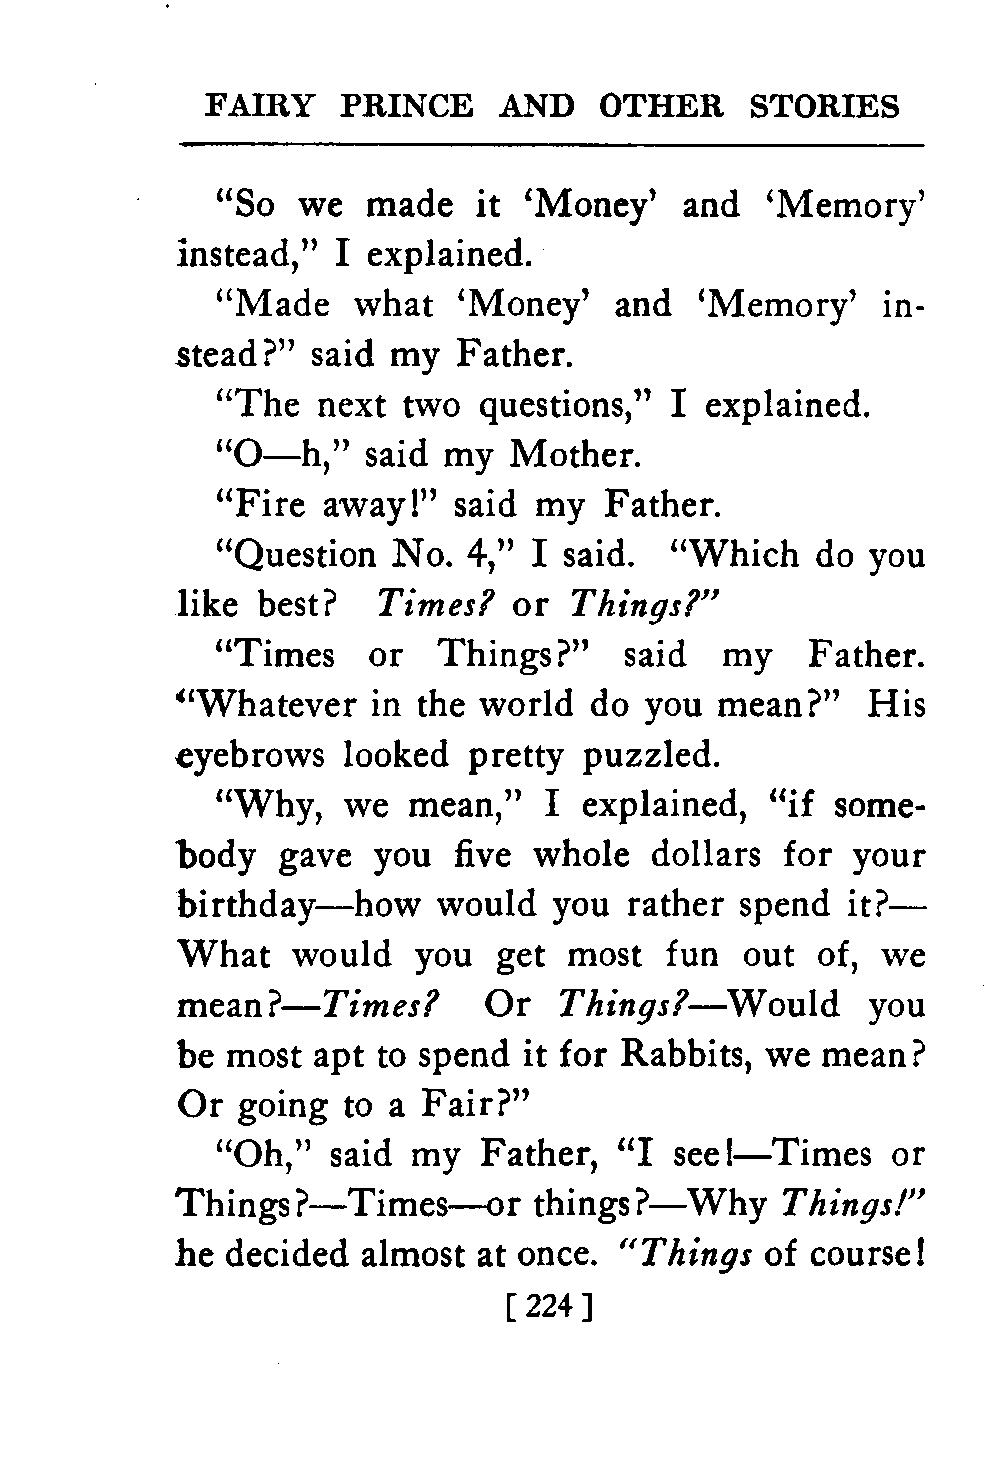 FAIRY PRINCE AND OTHER STORIES
“So we made it ‘Money’ and ‘Memory’
instead,” I explained.
“Made what ‘Money’ and ‘Memory’ in-
stead?” said my Father.
“The next two questions,” I explained.
“O—h,” said my Mother.
“Fire away!” said my Father.
“Question No. 4,” I said. “Which do you
like best? Times? or Things?”
“Times or Things?” said my Father.
“Whatever in the world do you mean?” His
eyebrows looked pretty puzzled.
“Why, we mean,” I explained, “if some-
body gave you five whole dollars for your
birthday—how would you rather spend it?—
What would you get most fun out of, we
mean?—Times? Or Things?—Would you
be most apt to spend it for Rabbits, we mean?
Or going to a Fair?”
“Oh,” said my Father, “I see!—Times or
Things?—Times—or things?—Why Things!”
he decided almost at once. “Things of course!
[ 224 ]